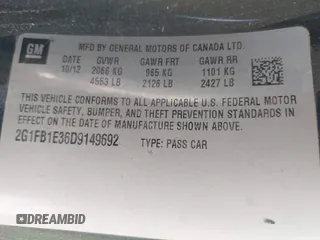 GM
MFD BY GENERAL MOTORS OF CANADA LTD.
DATE GVWR GAWR FRT GAWR RR
10/12 2066 KG 965 KG 1101 KG
4553 LB 2126 LB 2427 LB
THIS VEHICLE CONFORMS TO ALL APPLICABLE U.S. FEDERAL MOTOR
VEHICLE SAFETY, BUMPER, AND THEFT PREVENTION STANDARDS IN
EFFECT ON THE DATE OF MANUFACTURE SHOWN ABOVE.
2G1FB1E36D9149692 TYPE: PASS CAR
DREAMBID